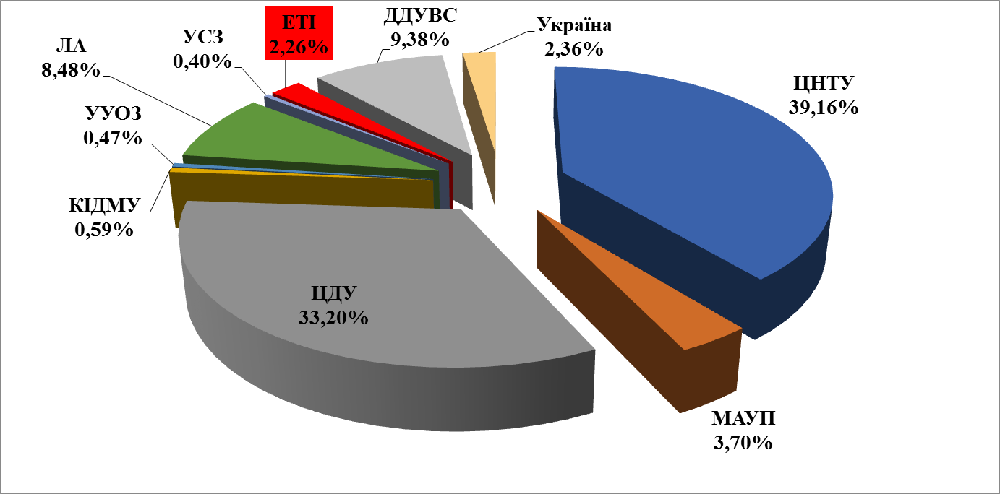 ЕТІ
2,26%
ДДУВС
9,38%
Україна
2,36%
УСЗ
0,40%
ЛА
8,48%
ЦНТУ
39,16%
УУОЗ
0,47%
КІДМУ
0,59%
ЦДУ
33,20%
МАУП
3,70%